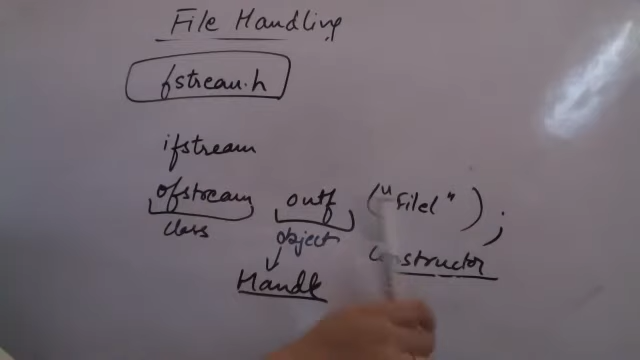 File Handling
fstream.h
ifstream
ofstream outf ("File1");
class object constructor
Handle